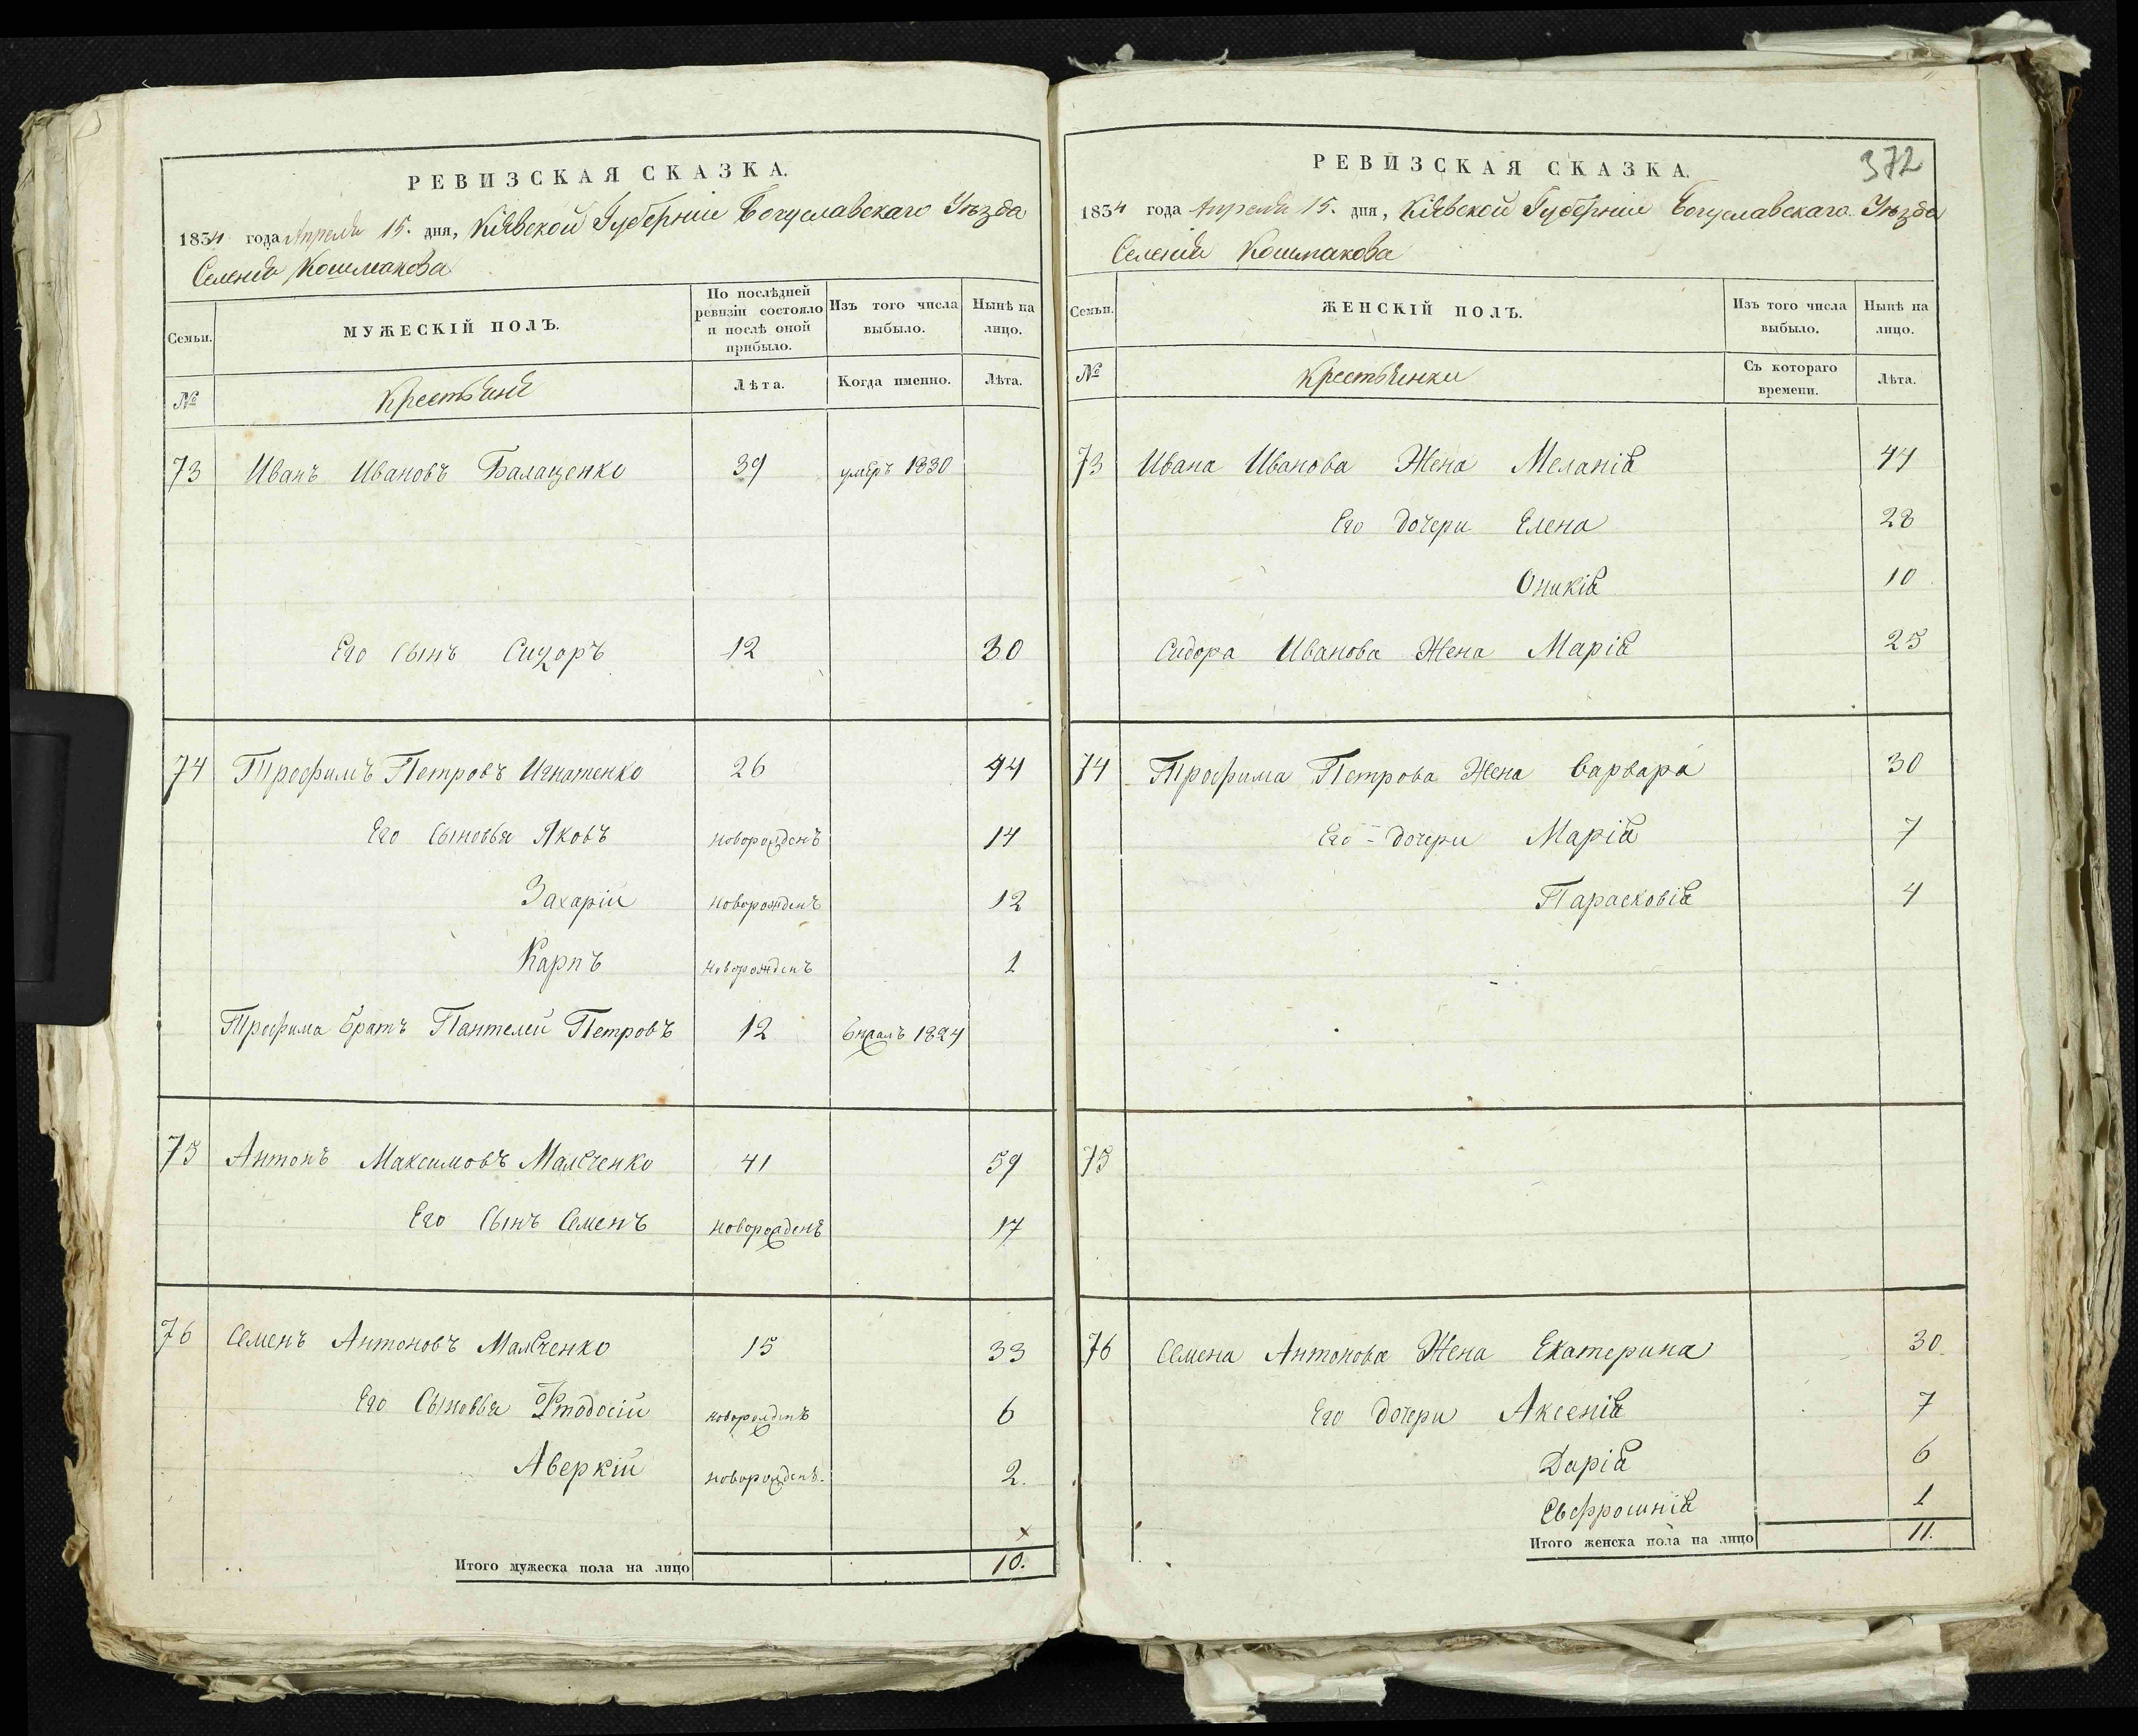 РЕВИЗСКАЯ СКАЗКА.
1834 года Апреля 15. дня, Кіевской Губерніи Богуславскаго Уѣзда
Селенія Кошмакова
Семьи.
МУЖЕСКІЙ ПОЛЪ.
По послѣдней ревизіи состояло и послѣ оной прибыло.
Изъ того числа выбыло.
Нынѣ на лицо.
№
Крестьяне
Лѣта.
Когда именно.
Лѣта.
73 Иванъ Ивановъ Балаценко 39 умеръ 1830
Его Сынъ Сидоръ 12 30
74 Трофимъ Петровъ Игнатенко 26 44
Его Сыновья Яковъ новорожденъ 14
Захарій новорожденъ 12
Карпъ новорожденъ 1
Трофима братъ Пантелей Петровъ 12 бежалъ 1824
75 Антонъ Максимовъ Малченко 41 59
Его Сынъ Семенъ новорожденъ 17
76 Семенъ Антоновъ Малченко 15 33
Его Сыновья Ѳтодосій новорожденъ 6
Аверкій новорожденъ. 2.
х
Итого мужеска пола на лицо 10.
372
РЕВИЗСКАЯ СКАЗКА.
1834 года Апреля 15. дня, Кіевской Губерніи Богуславскаго Уѣзда
Селенія Кошмакова
Семьи.
ЖЕНСКІЙ ПОЛЪ.
Изъ того числа выбыло.
Нынѣ на лицо.
№
Крестьянки
Съ котораго времени.
Лѣта.
73 Ивана Иванова Жена Меланія 44
Его дочери Елена 28
Оникія 10
Сидора Иванова Жена Марія 25
74 Трофима Петрова Жена Варвара 30
Его - дочери Марія 7
Парасковія 4
75
76 Семена Антонова Жена Екатерина 30
Его дочери Аксенія 7
Дарія 6
Евфрошнія 1
Итого женска пола на лицо 11.